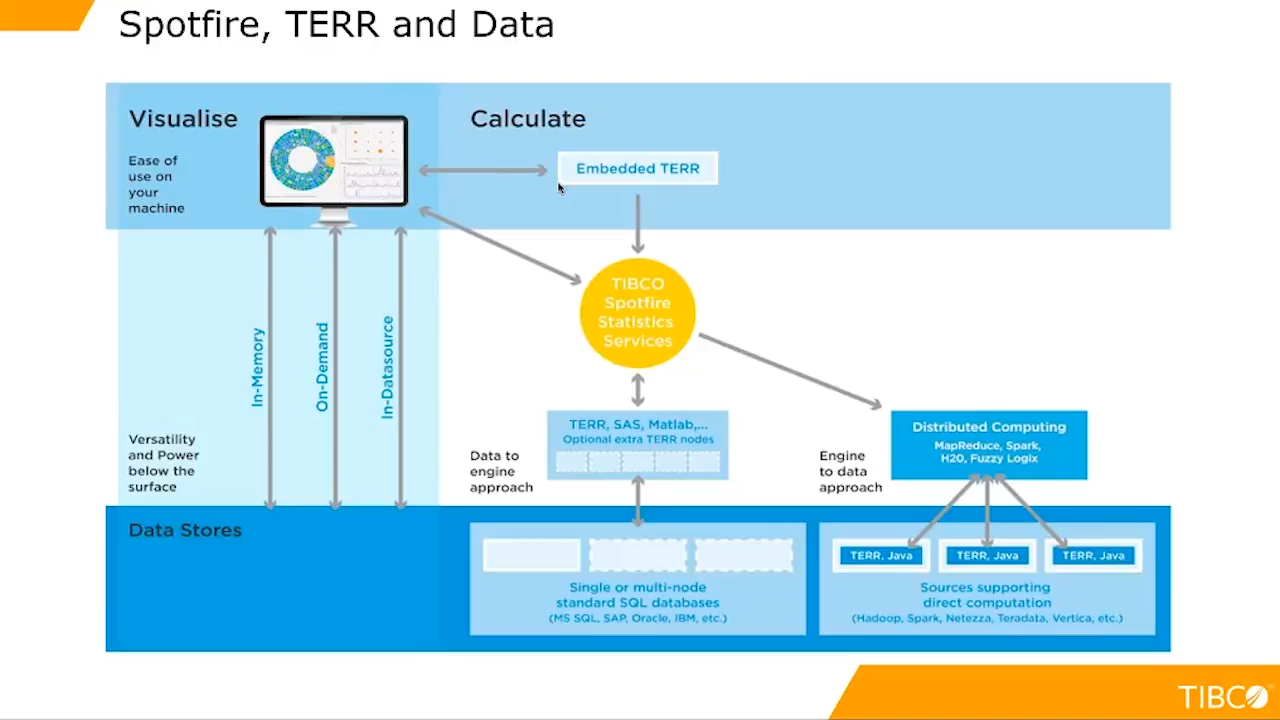 Spotfire, TERR and Data
Visualise
Ease of
use on
your
machine
Calculate
Embedded TERR
TIBCO
Spotfire
Statistics
Services
In-Memory
On-Demand
In-Datasource
Versatility
and Power
below the
surface
Data to
engine
approach
TERR, SAS, Matlab,...
Optional extra TERR nodes
Engine
to data
approach
Distributed Computing
MapReduce, Spark,
H20, Fuzzy Logix
Data Stores
Single or multi-node
standard SQL databases
(MS SQL, SAP, Oracle, IBM, etc.)
TERR, Java
TERR, Java
TERR, Java
Sources supporting
direct computation
(Hadoop, Spark, Netezza, Teradata, Vertica, etc.)
TIBCO